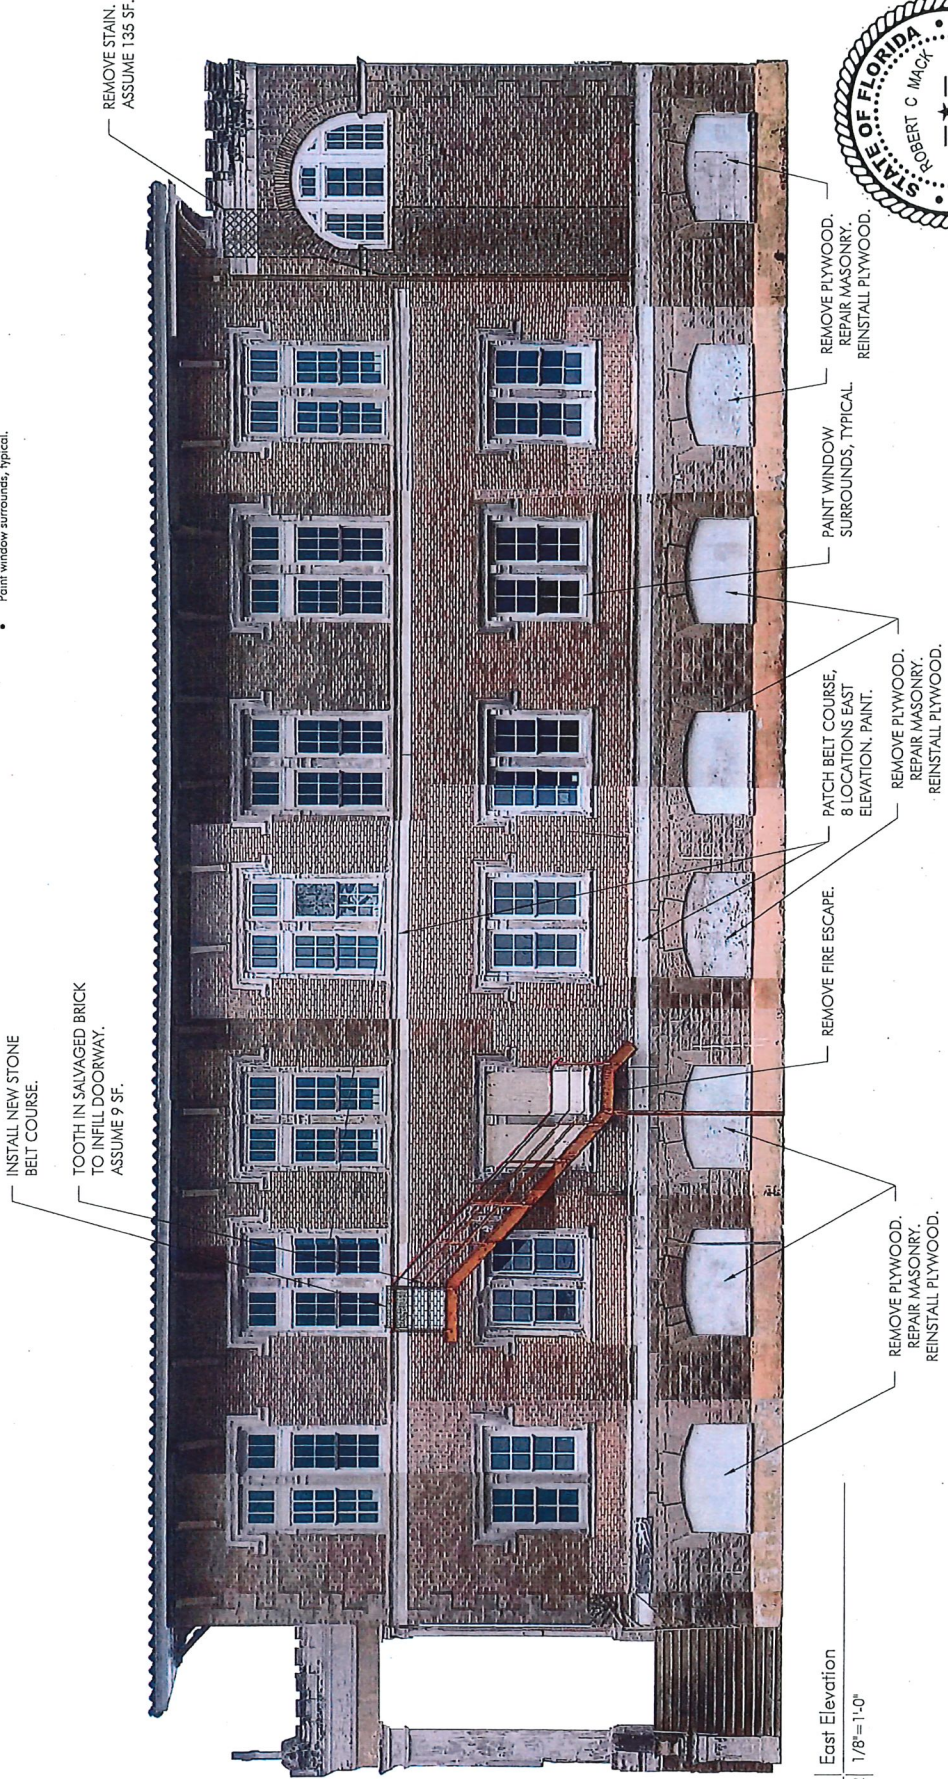 • Paint window surrounds, typical.
INSTALL NEW STONE
BELT COURSE.
TOOTH IN SALVAGED BRICK
TO INFILL DOORWAY.
ASSUME 9 SF.
REMOVE STAIN.
ASSUME 135 SF.
REMOVE PLYWOOD.
REPAIR MASONRY.
REINSTALL PLYWOOD.
REMOVE FIRE ESCAPE.
PATCH BELT COURSE,
8 LOCATIONS EAST
ELEVATION. PAINT.
REMOVE PLYWOOD.
REPAIR MASONRY.
REINSTALL PLYWOOD.
PAINT WINDOW
SURROUNDS, TYPICAL.
REMOVE PLYWOOD.
REPAIR MASONRY.
REINSTALL PLYWOOD.
STATE OF FLORIDA
ROBERT C MACK
East Elevation
1/8"=1'-0"